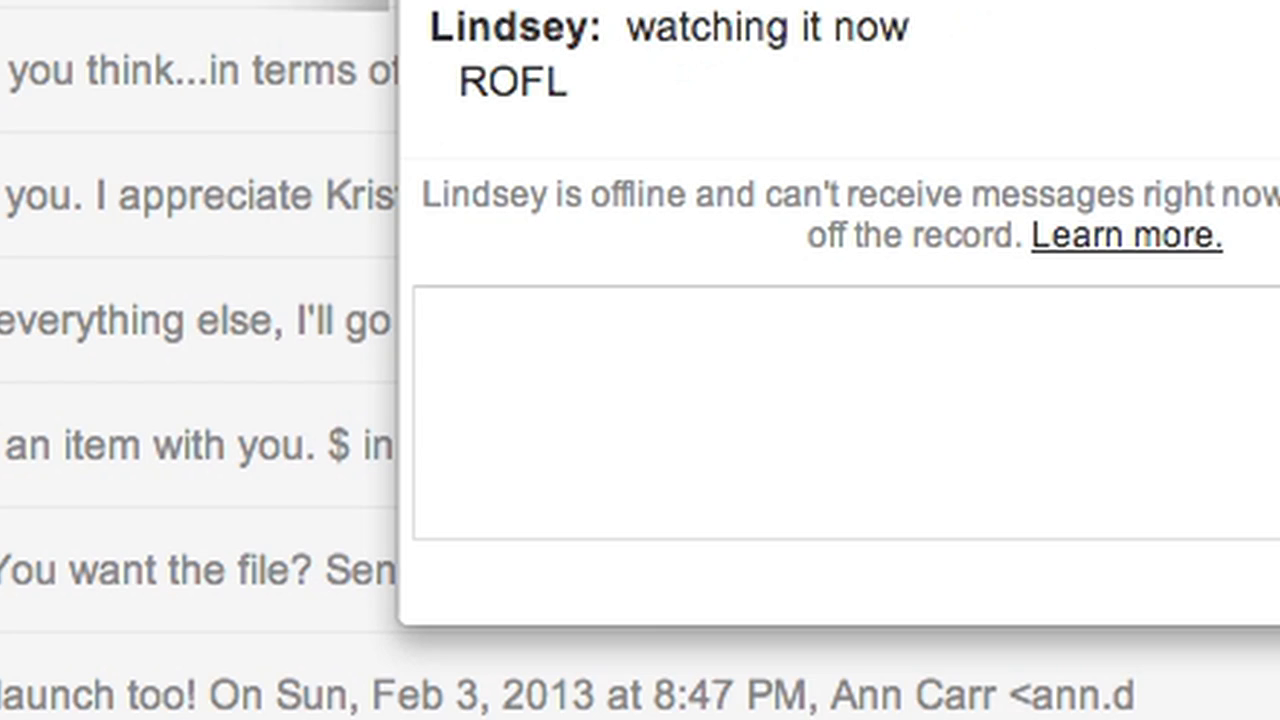 Lindsey: watching it now
ROFL
you think...in terms of
you. I appreciate Kris
Lindsey is offline and can't receive messages right now
off the record. Learn more.
everything else, I'll go
an item with you. $ in
You want the file? Sen
launch too! On Sun, Feb 3, 2013 at 8:47 PM, Ann Carr <ann.d